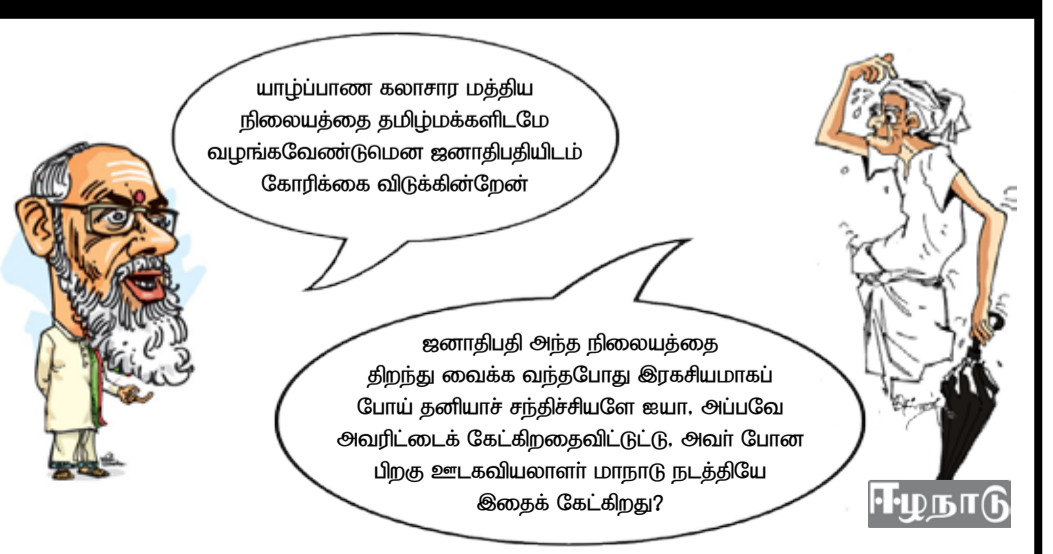 யாழ்ப்பாண கலாசார மத்திய
நிலையத்தை தமிழ்மக்களிடமே
வழங்கவேண்டுமென ஜனாதிபதியிடம்
கோரிக்கை விடுக்கின்றேன்
ஜனாதிபதி அந்த நிலையத்தை
திறந்து வைக்க வந்தபோது இரகசியமாகப்
போய் தனியாச் சந்திச்சியளே ஐயா. அப்பவே
அவரிட்டைக் கேட்கிறதைவிட்டுட்டு. அவர் போன
பிறகு ஊடகவியலாளர் மாநாடு நடத்தியே
இதைக் கேட்கிறது?
ஈழநாடு